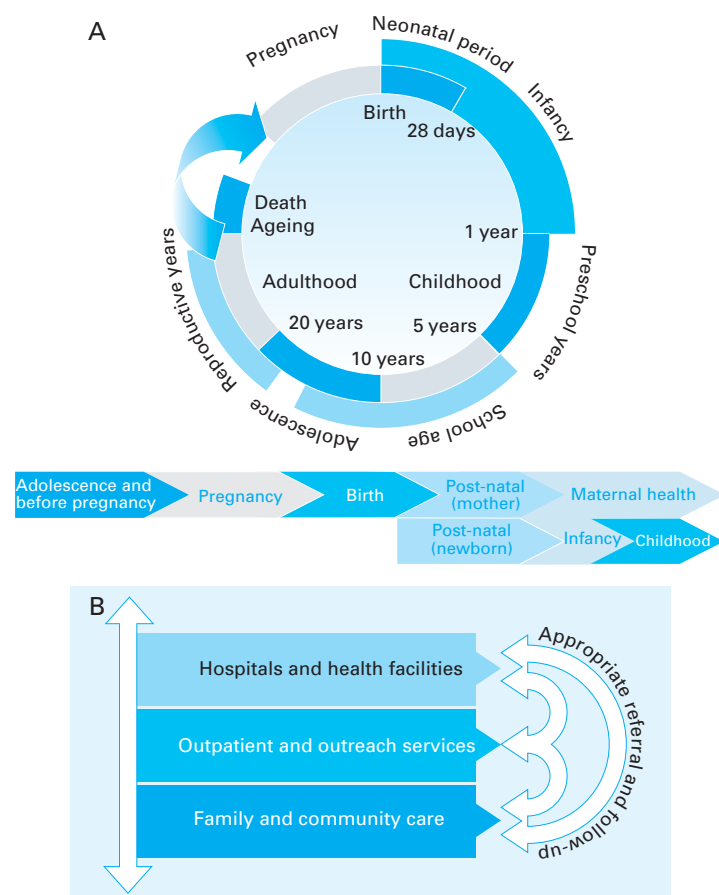 A
Pregnancy
Neonatal period
Infancy
Birth
28 days
1 year
Preschool years
Childhood
5 years
School age
10 years
Adolescence
20 years
Adulthood
Reproductive years
Death
Ageing
Adolescence and
before pregnancy
Pregnancy
Birth
Post-natal
(mother)
Maternal health
Post-natal
(newborn)
Infancy
Childhood
B
Hospitals and health facilities
Outpatient and outreach services
Family and community care
Appropriate referral and follow-up